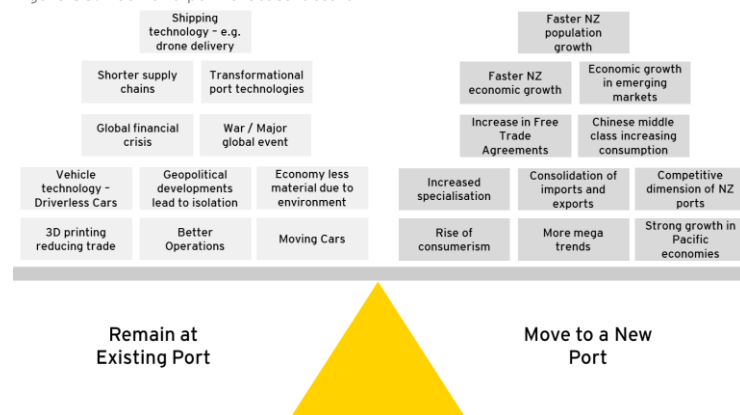 Shipping
technology – e.g.
drone delivery
Shorter supply
chains
Transformational
port technologies
Global financial
crisis
War / Major
global event
Vehicle
technology –
Driverless Cars
Geopolitical
developments
lead to isolation
Economy less
material due to
environment
3D printing
reducing trade
Better
Operations
Moving Cars
Faster NZ
population
growth
Faster NZ
economic growth
Economic growth
in emerging
markets
Increase in Free
Trade
Agreements
Chinese middle
class increasing
consumption
Increased
specialisation
Consolidation of
imports and
exports
Competitive
dimension of NZ
ports
Rise of
consumerism
More mega
trends
Strong growth in
Pacific
economies
Remain at
Existing Port
Move to a New
Port